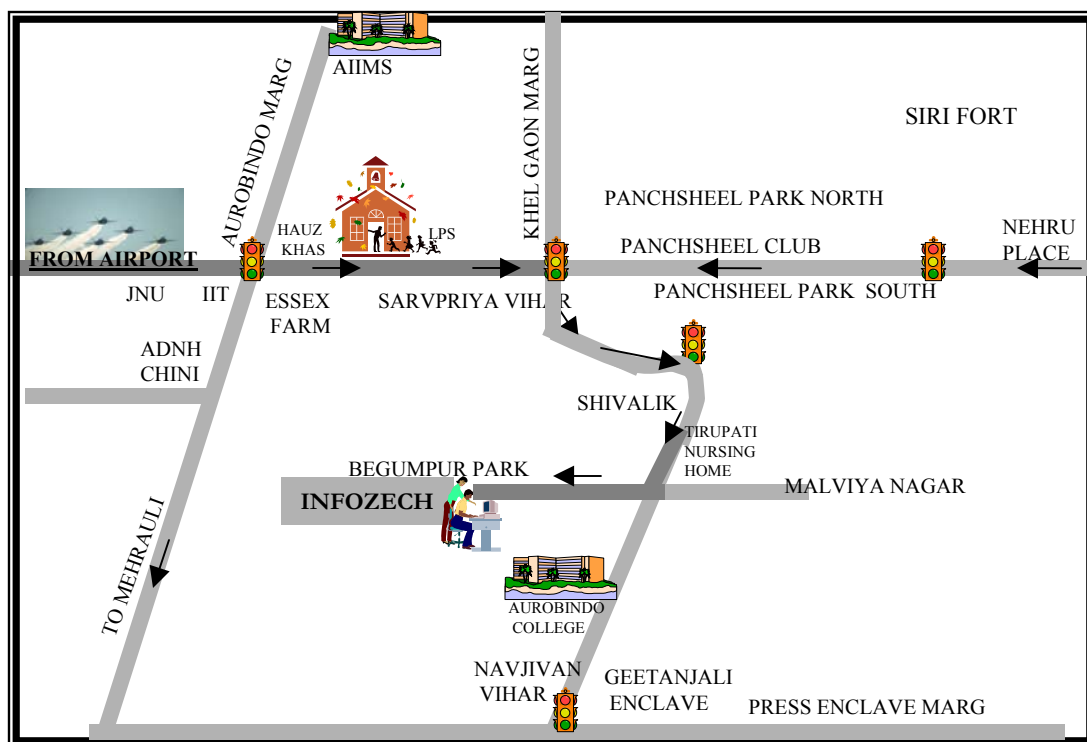 AIIMS
AUROBINDO MARG
KHEL GAON MARG
SIRI FORT
PANCHSHEEL PARK NORTH
HAUZ
KHAS
LPS
NEHRU
PLACE
FROM AIRPORT
PANCHSHEEL CLUB
JNU IIT
ESSEX
FARM
SARVPRIYA VIHAR
PANCHSHEEL PARK SOUTH
ADNH
CHINI
SHIVALIK
TIRUPATI
NURSING
HOME
BEGUMPUR PARK
INFOZECH
MALVIYA NAGAR
TO MEHRAULI
AUROBINDO
COLLEGE
NAVJIVAN
VIHAR
GEETANJALI
ENCLAVE
PRESS ENCLAVE MARG